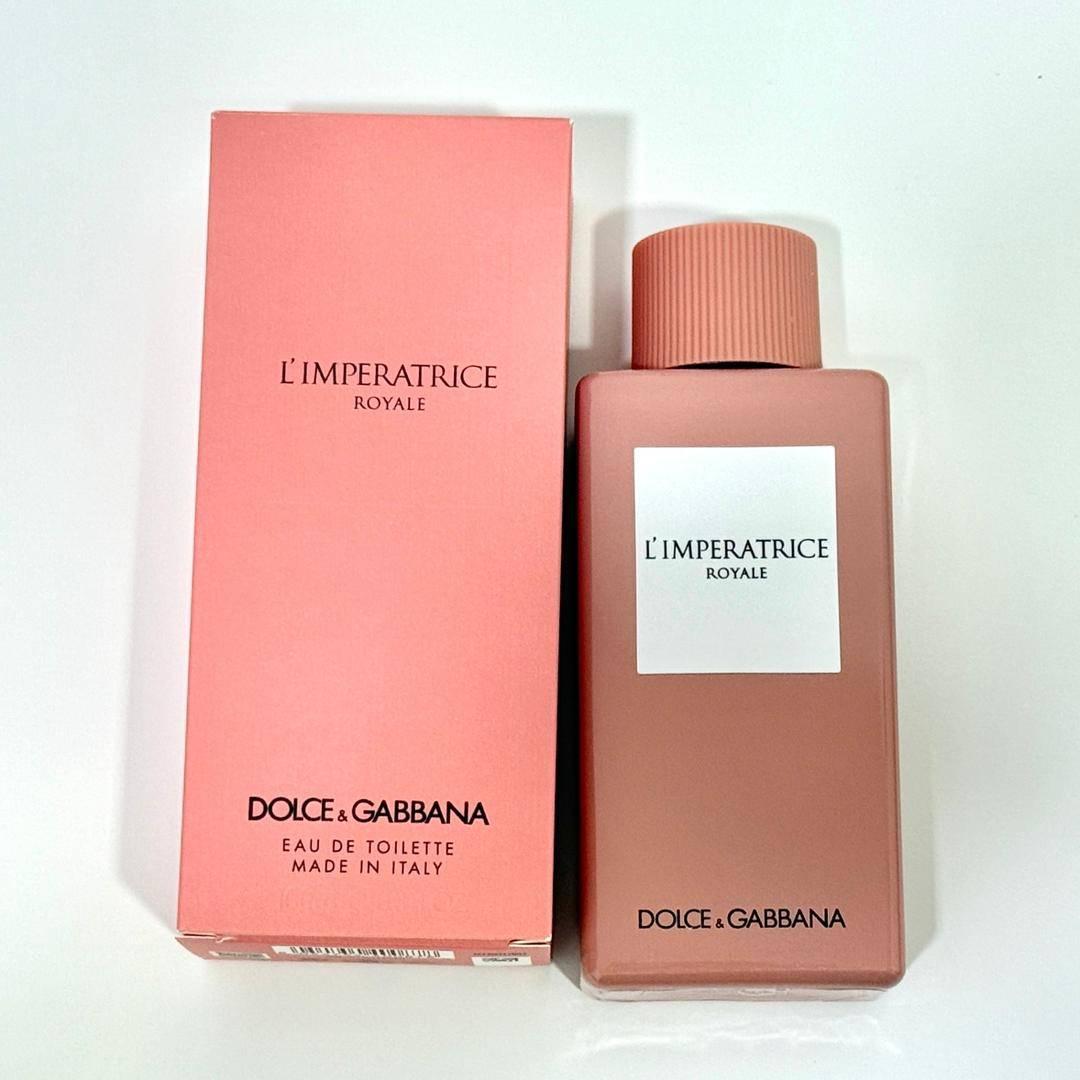 L'IMPERATRICE
ROYALE
DOLCE & GABBANA
EAU DE TOILETTE
MADE IN ITALY
L'IMPERATRICE
ROYALE
DOLCE & GABBANA